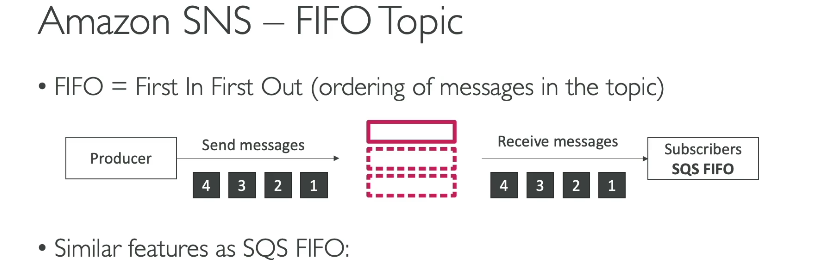 Amazon SNS – FIFO Topic
• FIFO = First In First Out (ordering of messages in the topic)
Producer
Send messages
4 3 2 1
Receive messages
4 3 2 1
Subscribers
SQS FIFO
• Similar features as SQS FIFO: